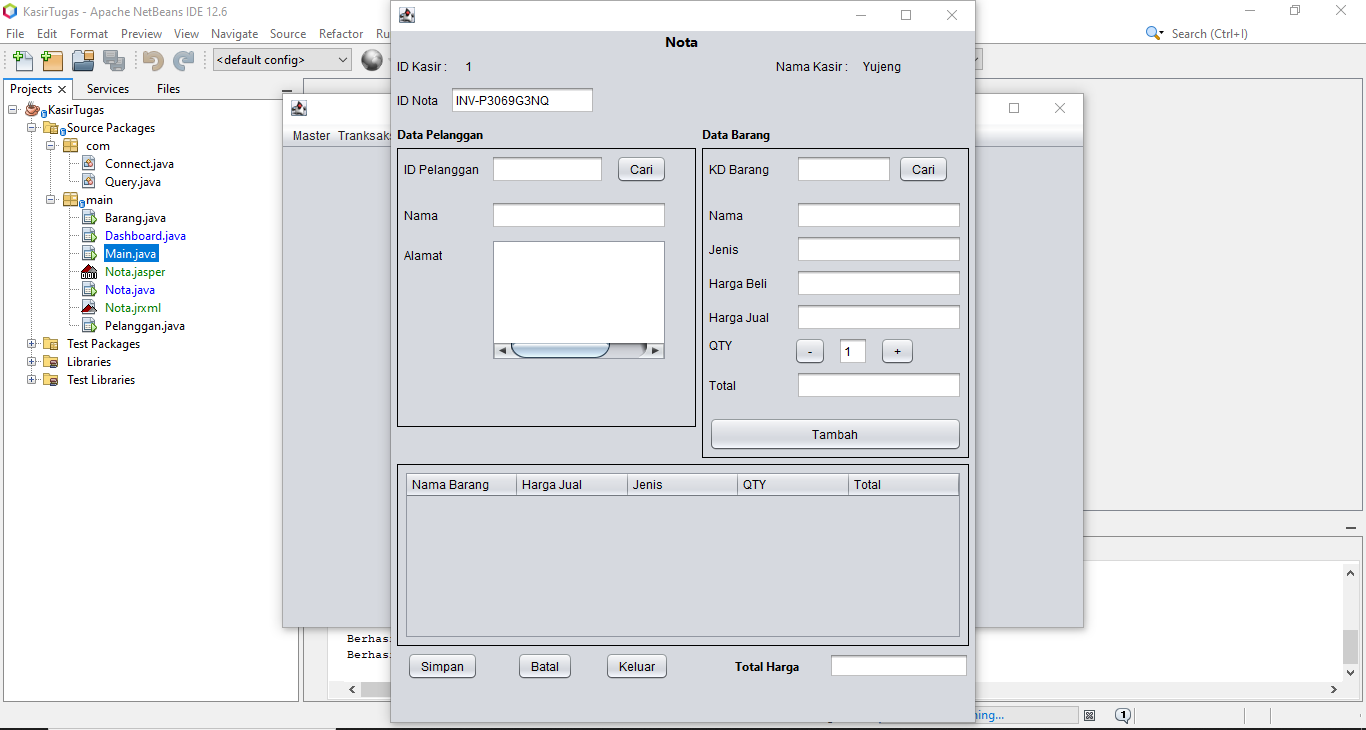 KasirTugas - Apache NetBeans IDE 12.6
File Edit Format Preview View Navigate Source Refactor Ru
Search (Ctrl+I)
<default config>
Projects Services Files
KasirTugas
Source Packages
com
Connect.java
Query.java
main
Barang.java
Dashboard.java
Main.java
Nota.jasper
Nota.java
Nota.jrxml
Pelanggan.java
Test Packages
Libraries
Test Libraries
Master Tranksak
Nota
ID Kasir : 1 Nama Kasir : Yujeng
ID Nota INV-P3069G3NQ
Data Pelanggan
ID Pelanggan Cari
Nama
Alamat
Data Barang
KD Barang Cari
Nama
Jenis
Harga Beli
Harga Jual
QTY - 1 +
Total
Tambah
Nama Barang Harga Jual Jenis QTY Total
Simpan Batal Keluar Total Harga
Berhas
Berhas
ning...
1